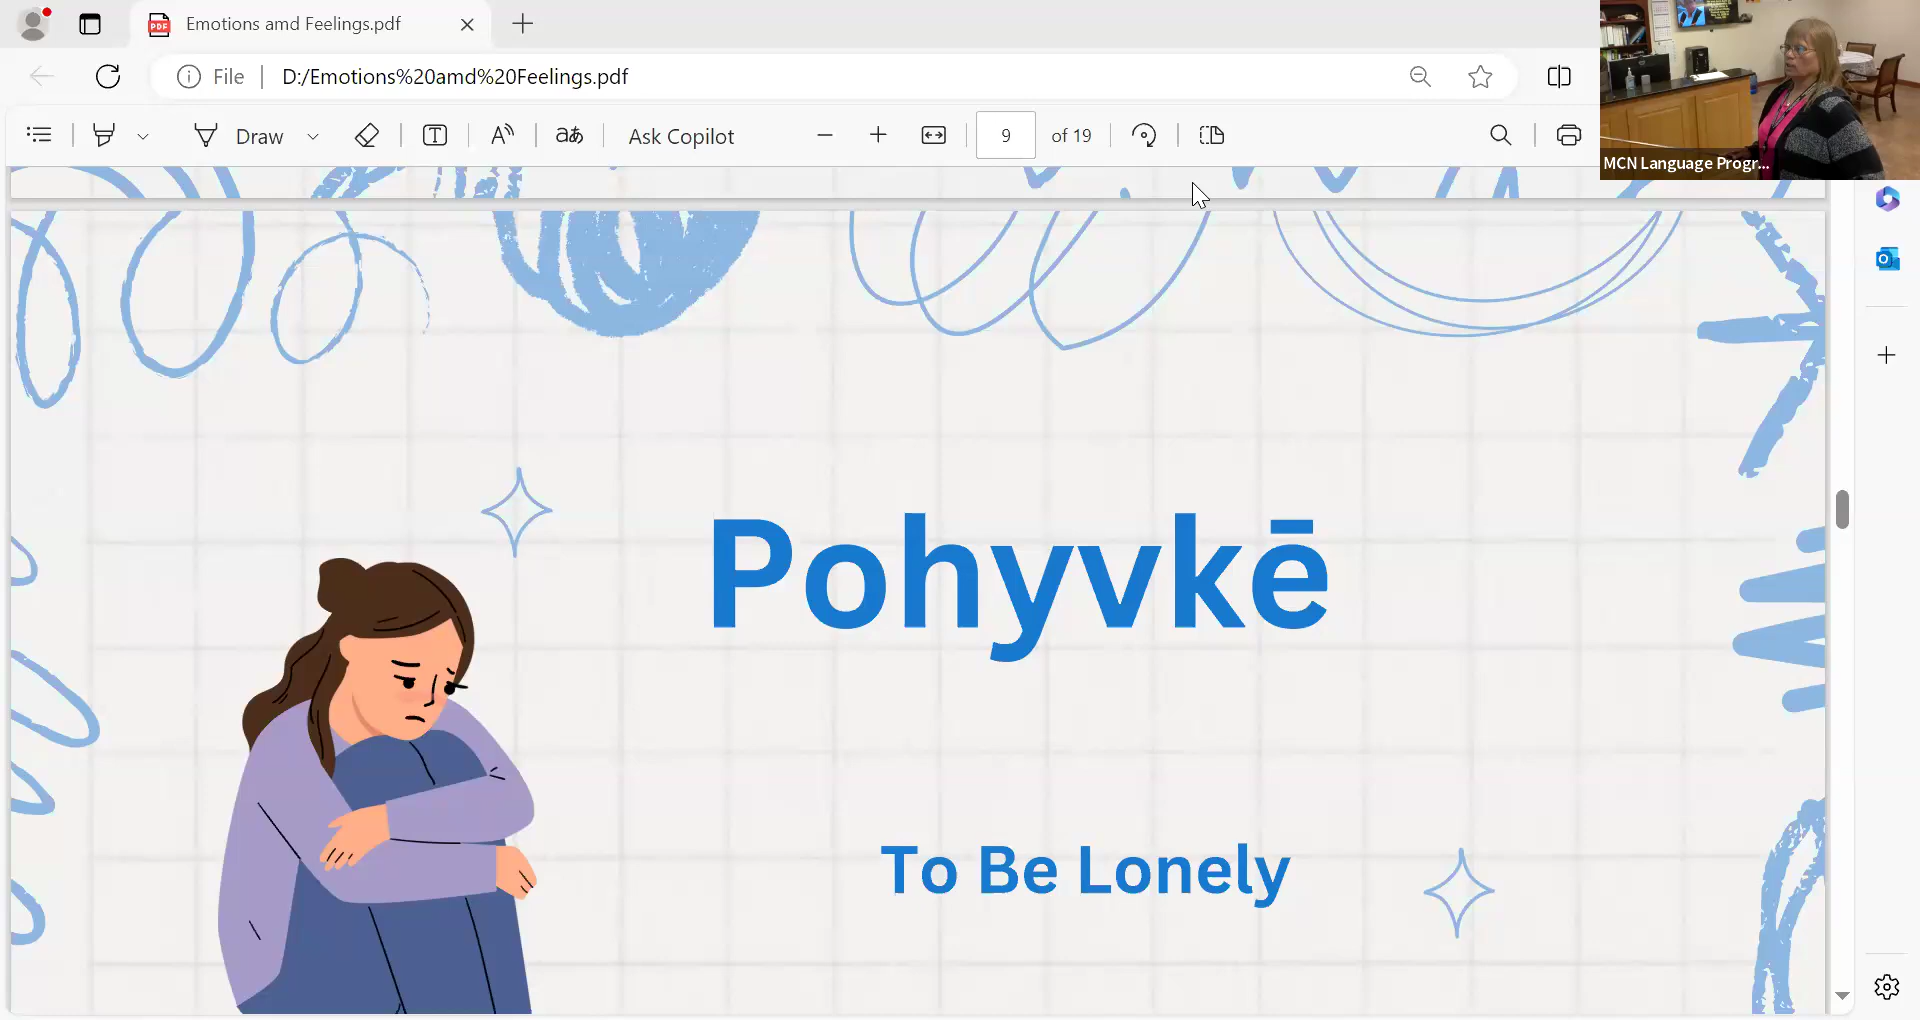 Emotions amd Feelings.pdf
File
D:/Emotions%20amd%20Feelings.pdf
Draw
Ask Copilot
9 of 19
MCN Language Progr...
Pohyvkē
To Be Lonely